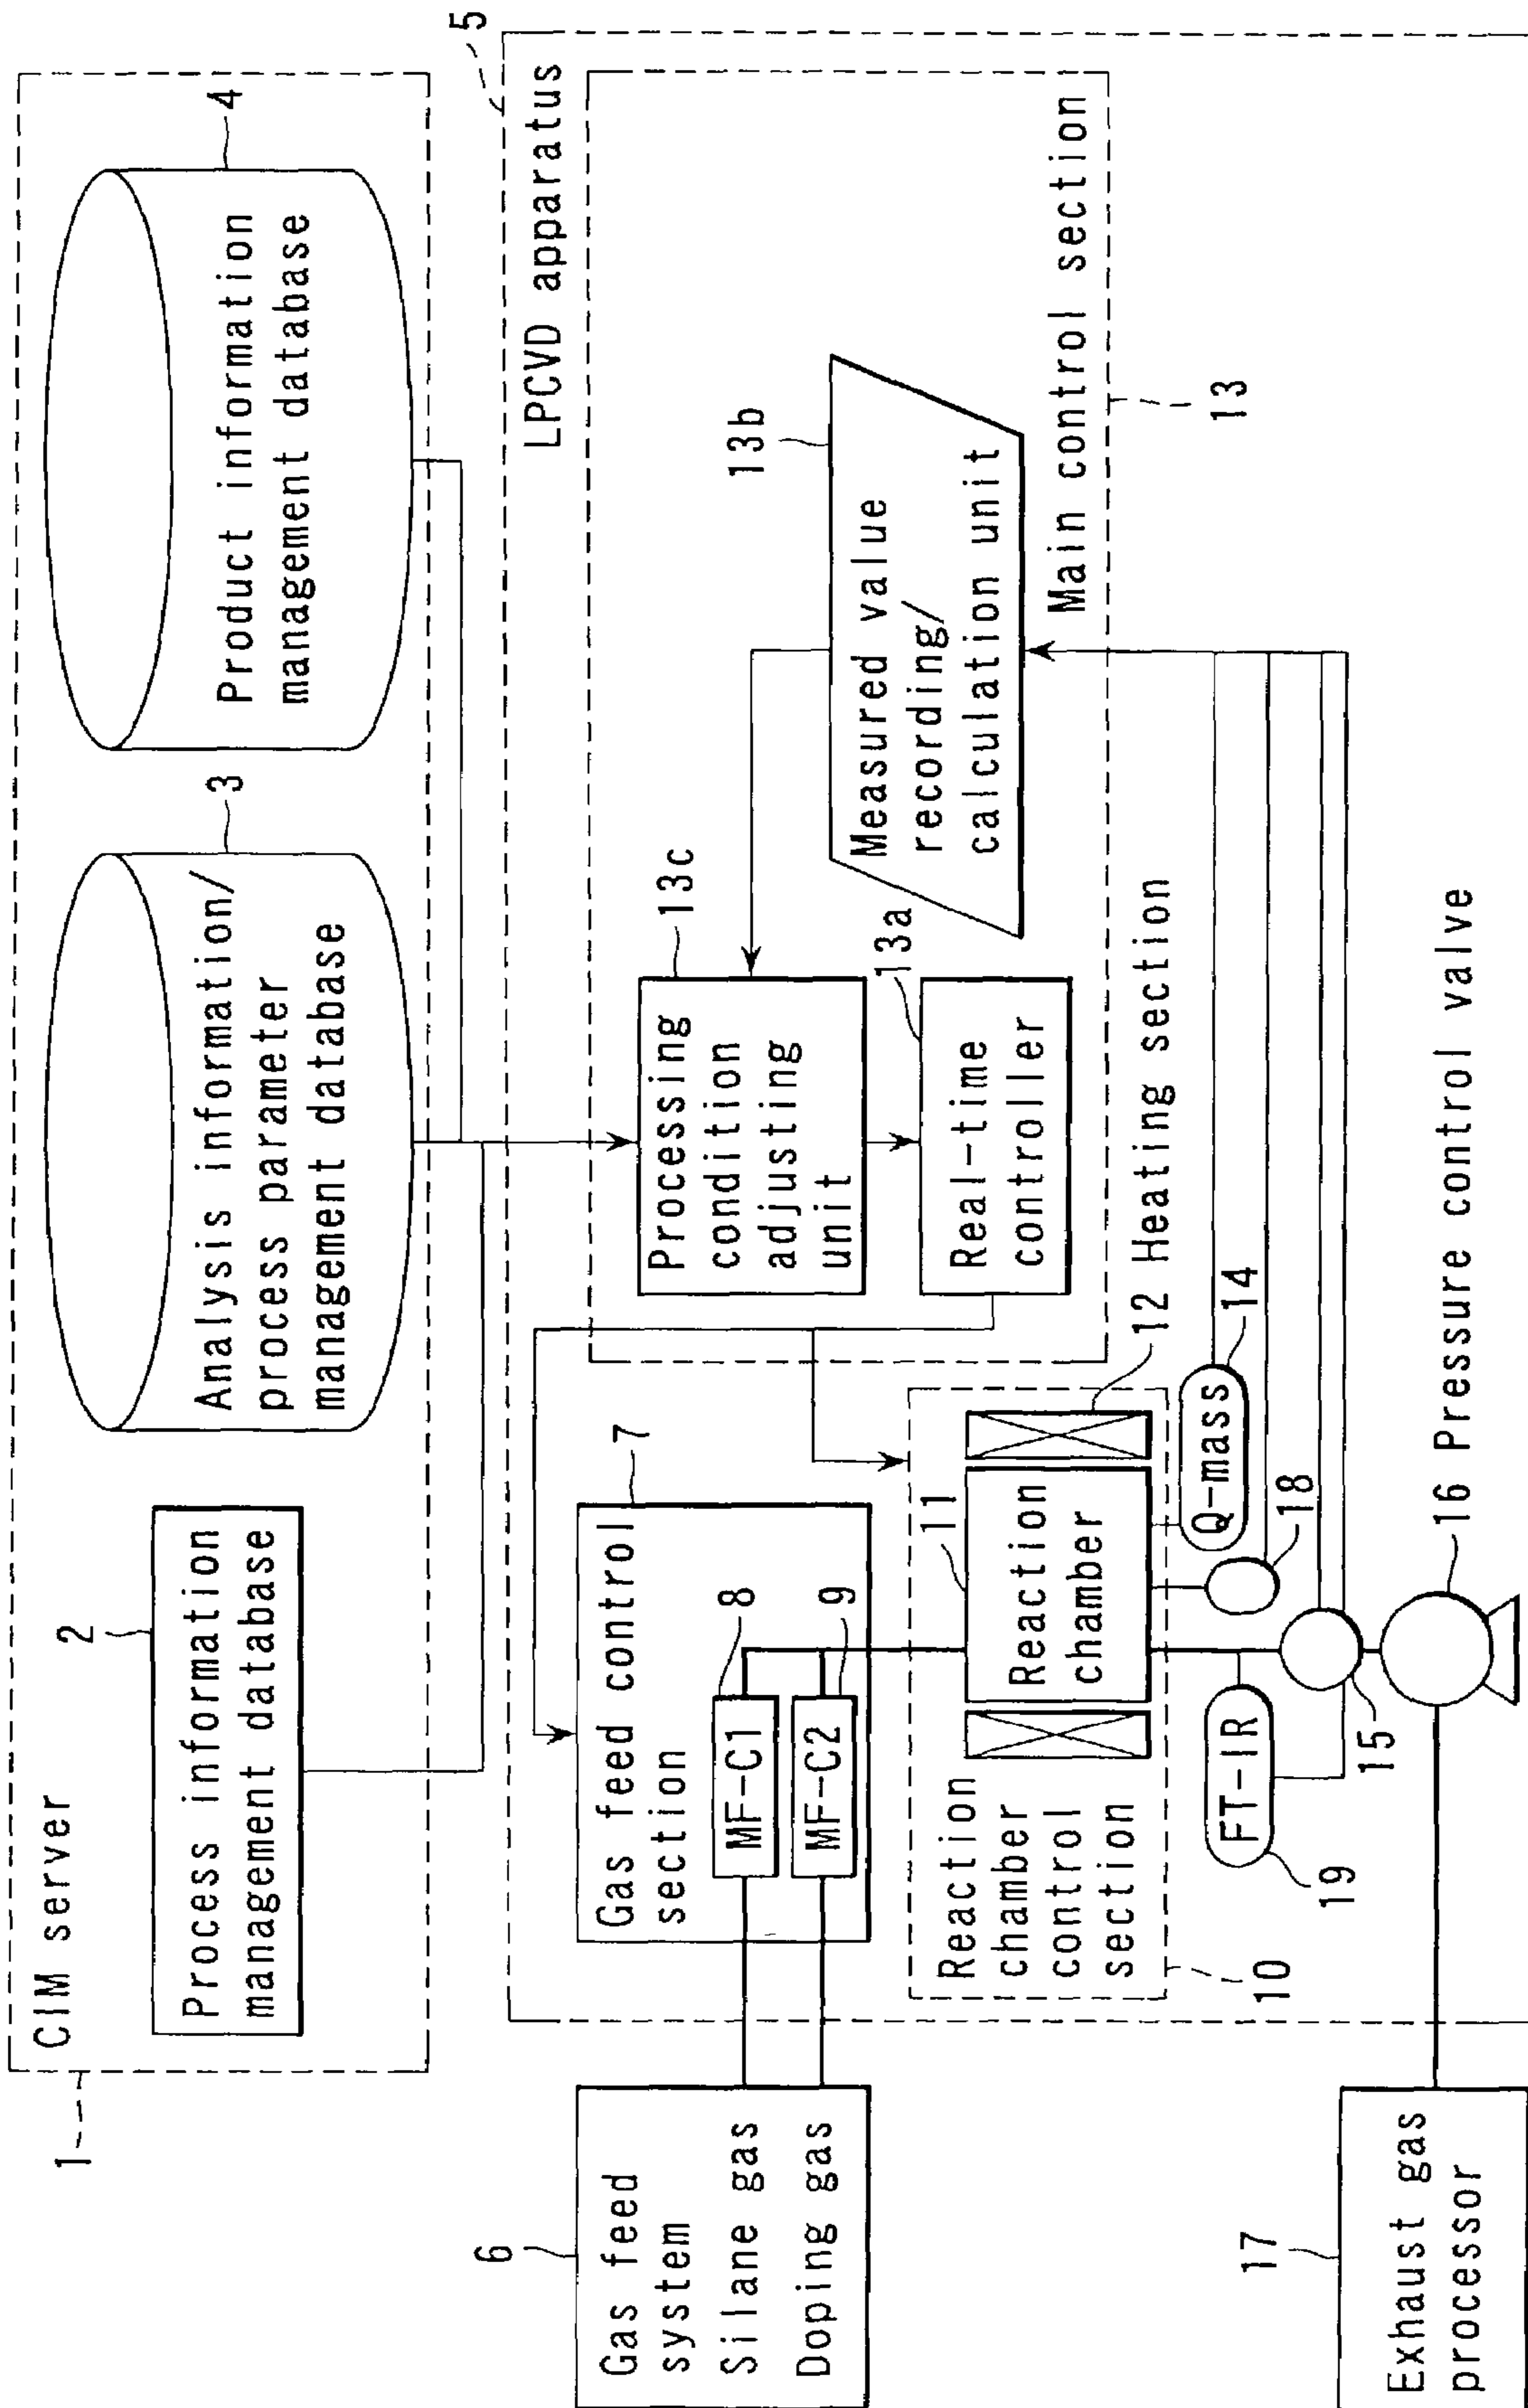 1
CIM server
2
Process information
management database
3
Analysis information/
process parameter
management database
4
Product information
management database
5
LPCVD apparatus
6
Gas feed
system
Silane gas
Doping gas
7
Gas feed control
section
MF-C1
8
MF-C2
9
13c
Processing
condition
adjusting
unit
13a
Real-time
controller
13b
Measured value
recording/
calculation unit
Main control section
13
Reaction
chamber
control
section
10
11
Reaction
chamber
12 Heating section
Q-mass
14
18
FT-IR
19
15
16 Pressure control valve
17
Exhaust gas
processor